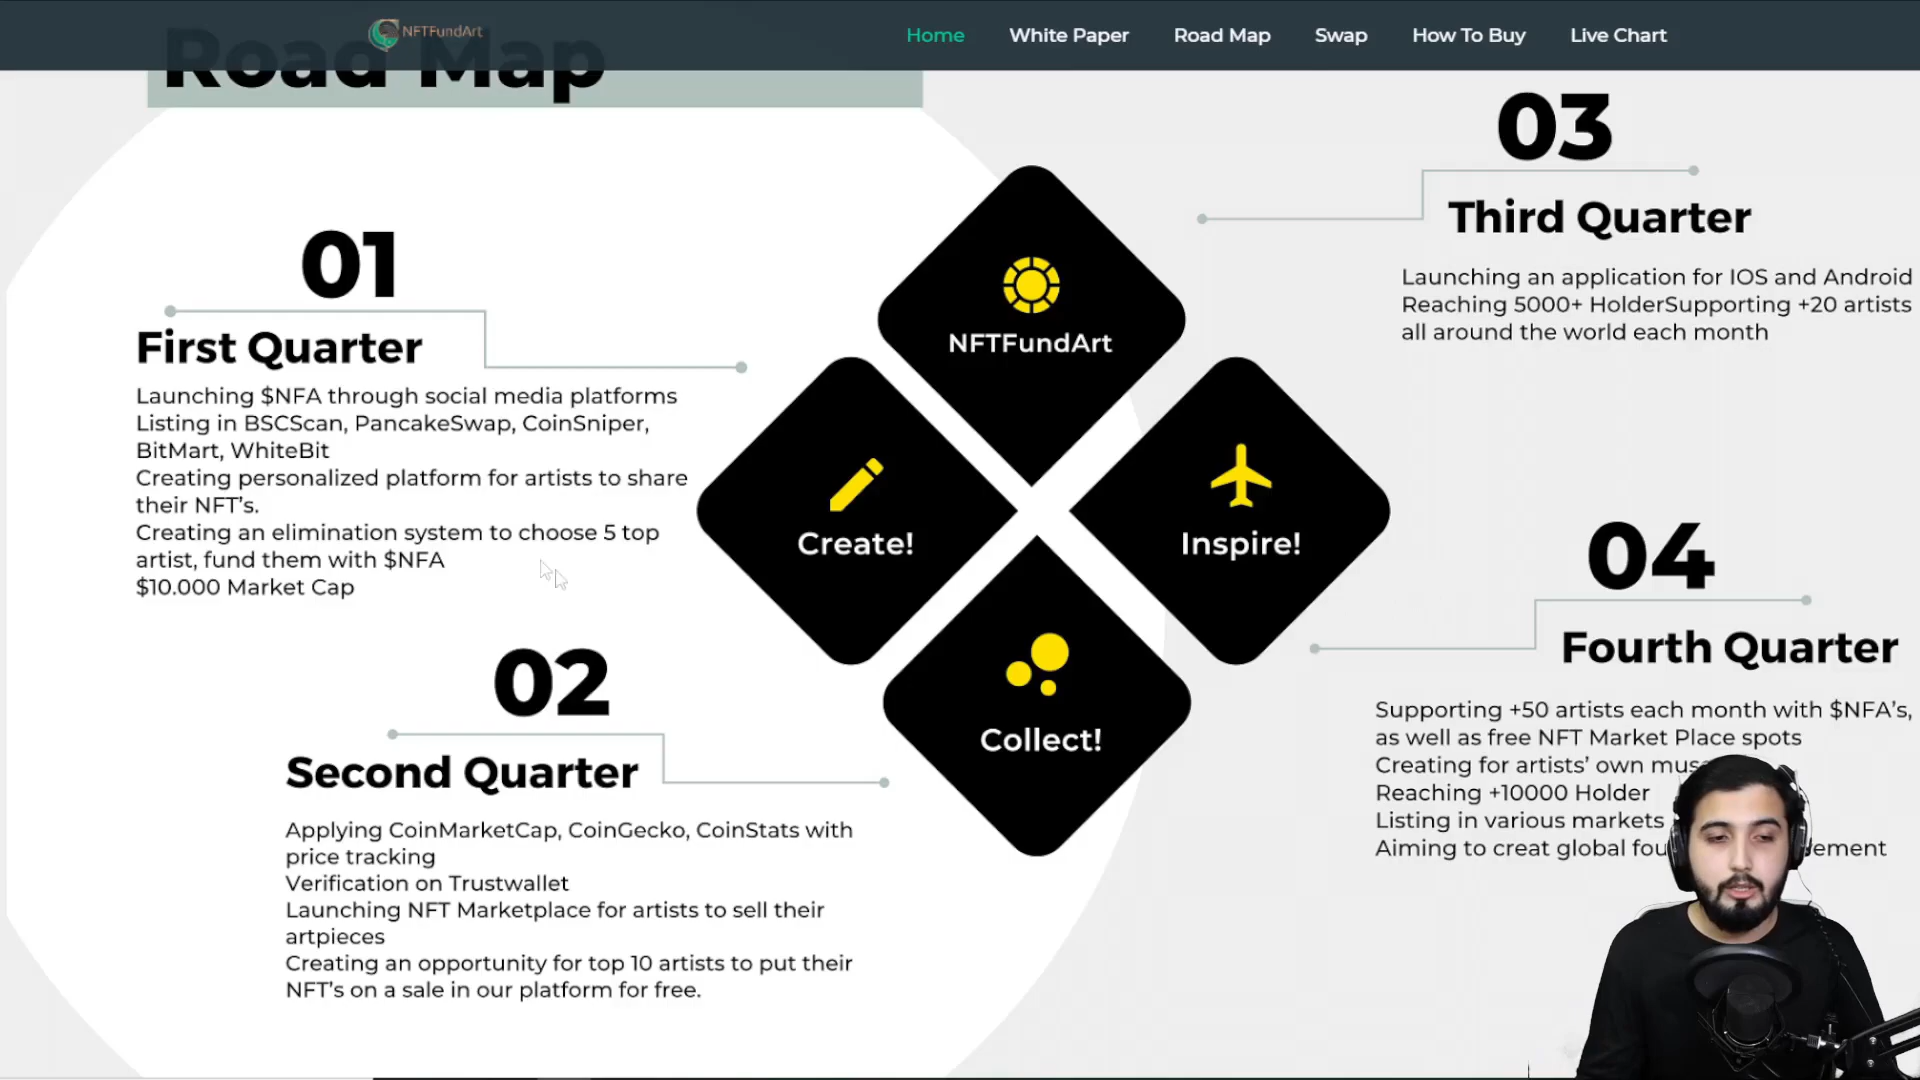 NFTFundArt
Home
White Paper
Road Map
Swap
How To Buy
Live Chart
Road Map
01
First Quarter
Launching $NFA through social media platforms
Listing in BSCScan, PancakeSwap, CoinSniper,
BitMart, WhiteBit
Creating personalized platform for artists to share
their NFT's.
Creating an elimination system to choose 5 top
artist, fund them with $NFA
$10.000 Market Cap
02
Second Quarter
Applying CoinMarketCap, CoinGecko, CoinStats with
price tracking
Verification on Trustwallet
Launching NFT Marketplace for artists to sell their
artpieces
Creating an opportunity for top 10 artists to put their
NFT's on a sale in our platform for free.
NFTFundArt
Create!
Inspire!
Collect!
03
Third Quarter
Launching an application for IOS and Android
Reaching 5000+ HolderSupporting +20 artists
all around the world each month
04
Fourth Quarter
Supporting +50 artists each month with $NFA's,
as well as free NFT Market Place spots
Creating for artists' own
Reaching +10000 Holder
Listing in various markets
Aiming to creat global